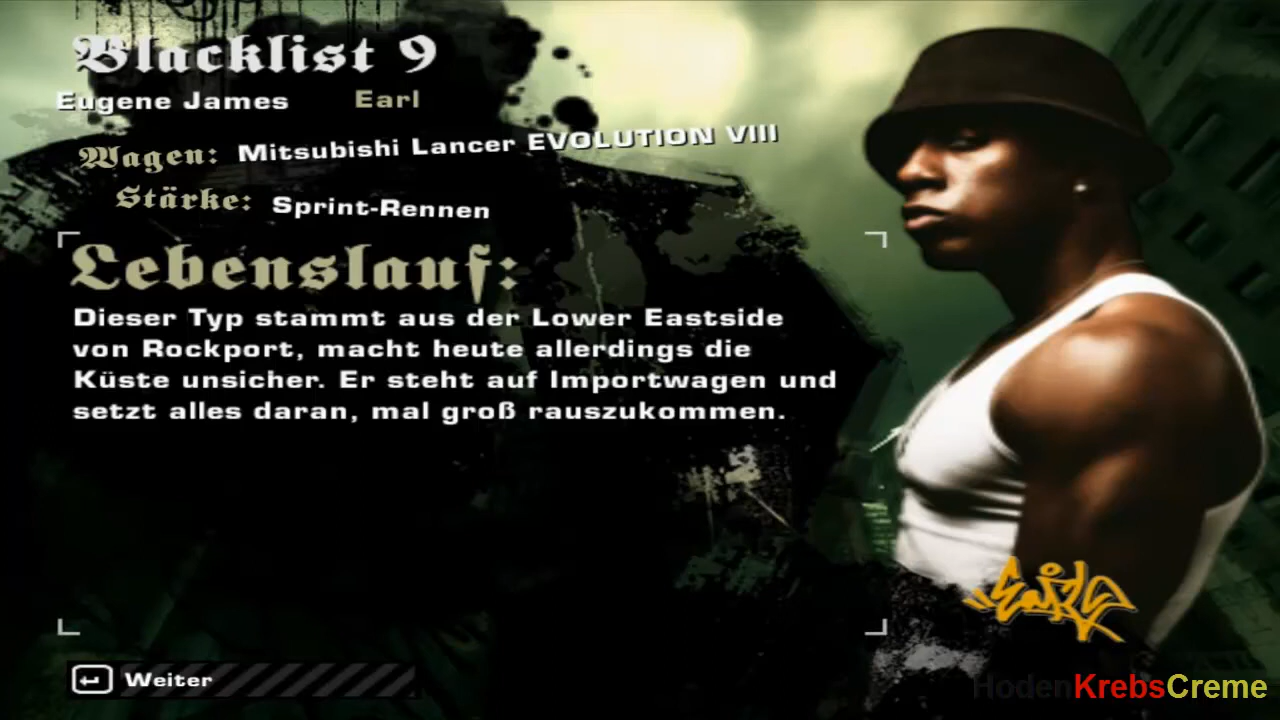 Blacklist 9
Eugene James Earl
Wagen: Mitsubishi Lancer EVOLUTION VIII
Stärke: Sprint-Rennen
Lebenslauf:
Dieser Typ stammt aus der Lower Eastside
von Rockport, macht heute allerdings die
Küste unsicher. Er steht auf Importwagen und
setzt alles daran, mal groß rauszukommen.
Earl
Weiter
HodenKrebsCreme